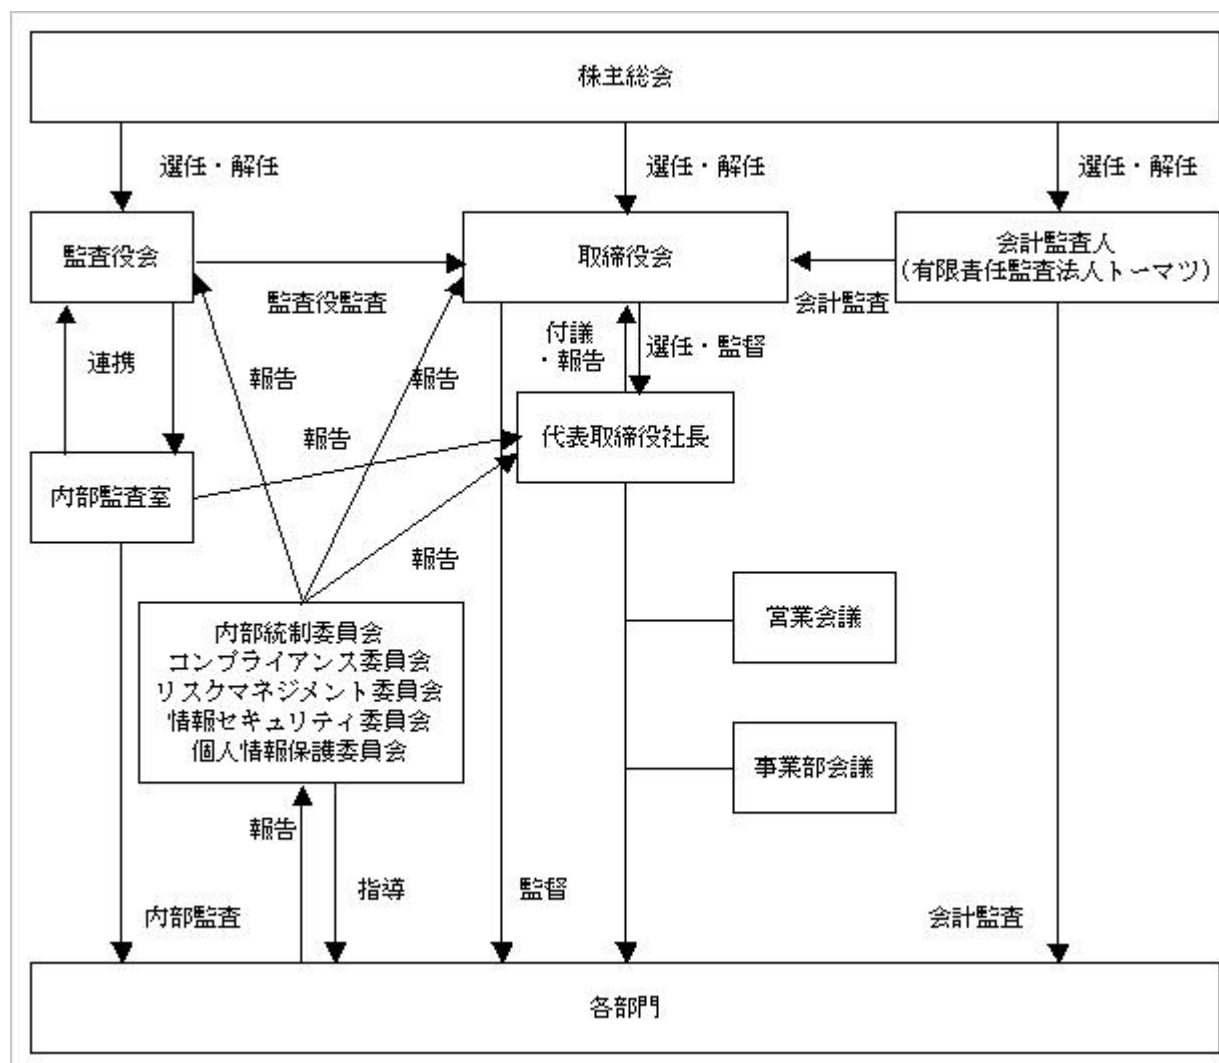 株主総会
選任・解任
選任・解任
選任・解任
監査役会
取締役会
会計監査人
（有限責任監査法人トーマツ）
監査役監査
会計監査
連携
報告
報告
付議
・報告
選任・監督
報告
代表取締役社長
内部監査室
報告
営業会議
内部統制委員会
コンプライアンス委員会
リスクマネジメント委員会
情報セキュリティ委員会
個人情報保護委員会
事業部会議
報告
指導
監督
内部監査
会計監査
各部門